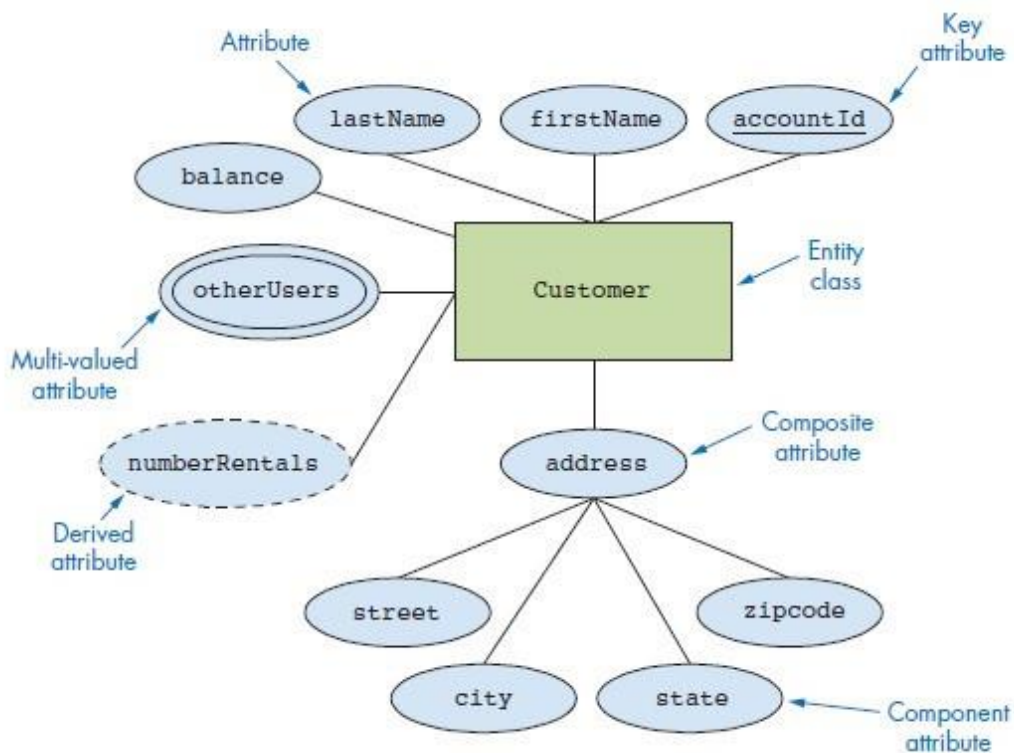 Attribute
Key
attribute
lastName
firstName
accountId
balance
otherUsers
Customer
Entity
class
Multi-valued
attribute
numberRentals
address
Composite
attribute
Derived
attribute
street
zipcode
city
state
Component
attribute